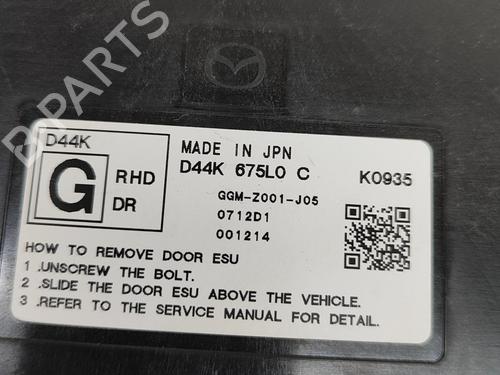 B PARTS
D44K
G
RHD
DR
MADE IN JPN
D44K 675L0 C
K0935
GGM-Z001-J05
0712D1
001214
HOW TO REMOVE DOOR ESU
1 .UNSCREW THE BOLT.
2 .SLIDE THE DOOR ESU ABOVE THE VEHICLE.
3 .REFER TO THE SERVICE MANUAL FOR DETAIL.